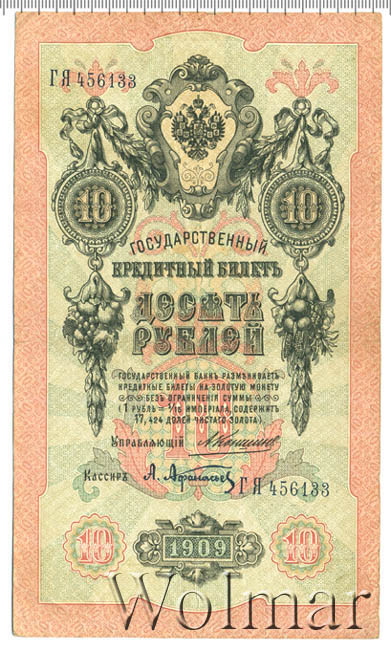 ГЯ 456133
10 10
ГОСУДАРСТВЕННЫЙ
КРЕДИТНЫЙ БИЛЕТЪ
ДЕСЯТЬ
РУБЛЕЙ
ГОСУДАРСТВЕННЫЙ БАНКЪ РАЗМѢНИВАЕТЪ
КРЕДИТНЫЕ БИЛЕТЫ НА ЗОЛОТУЮ МОНЕТУ
БЕЗЪ ОГРАНИЧЕНІЯ СУММЫ
(1 РУБЛЬ = 1/15 ИМПЕРІАЛА, СОДЕРЖИТЪ
17,424 ДОЛЕЙ ЧИСТАГО ЗОЛОТА)
УПРАВЛЯЮЩІЙ
КАССИРЪ А. Афанасьев
ГЯ 456133
10 1909 10
Wolmar